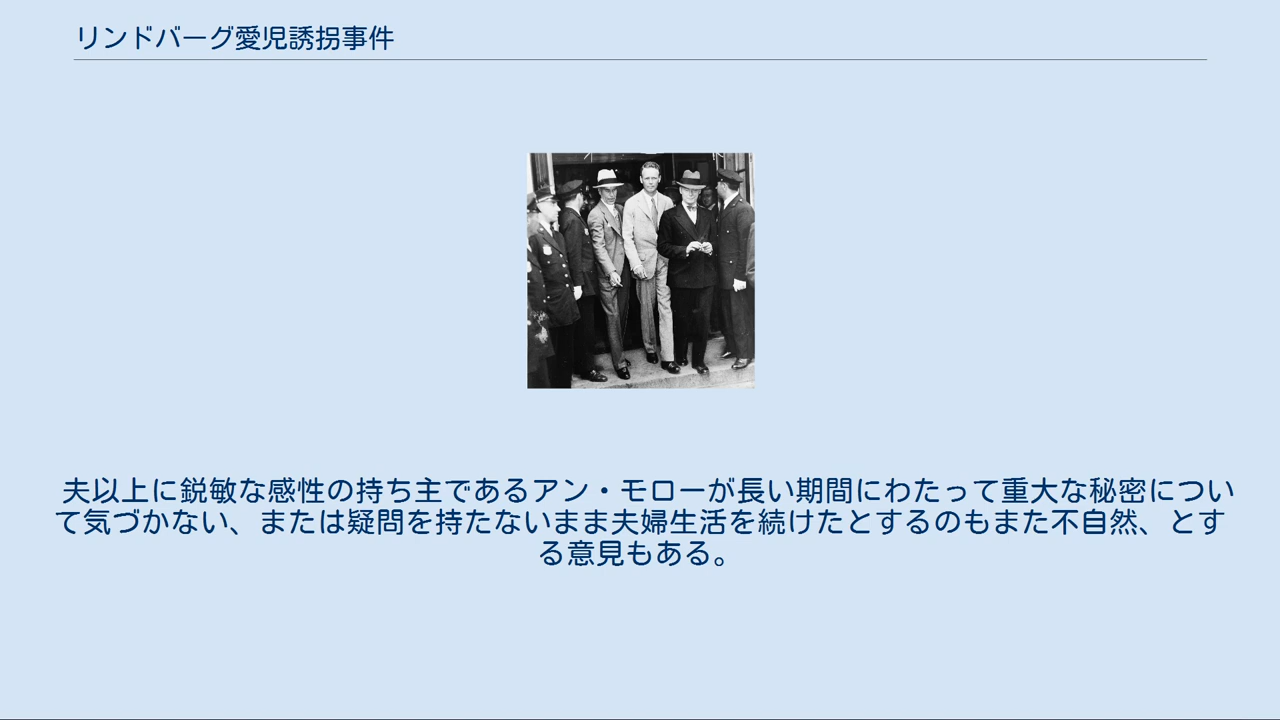 リンドバーグ愛児誘拐事件
夫以上に鋭敏な感性の持ち主であるアン・モローが長い期間にわたって重大な秘密につい
て気づかない、または疑問を持たないまま夫婦生活を続けたとするのもまた不自然、とす
る意見もある。